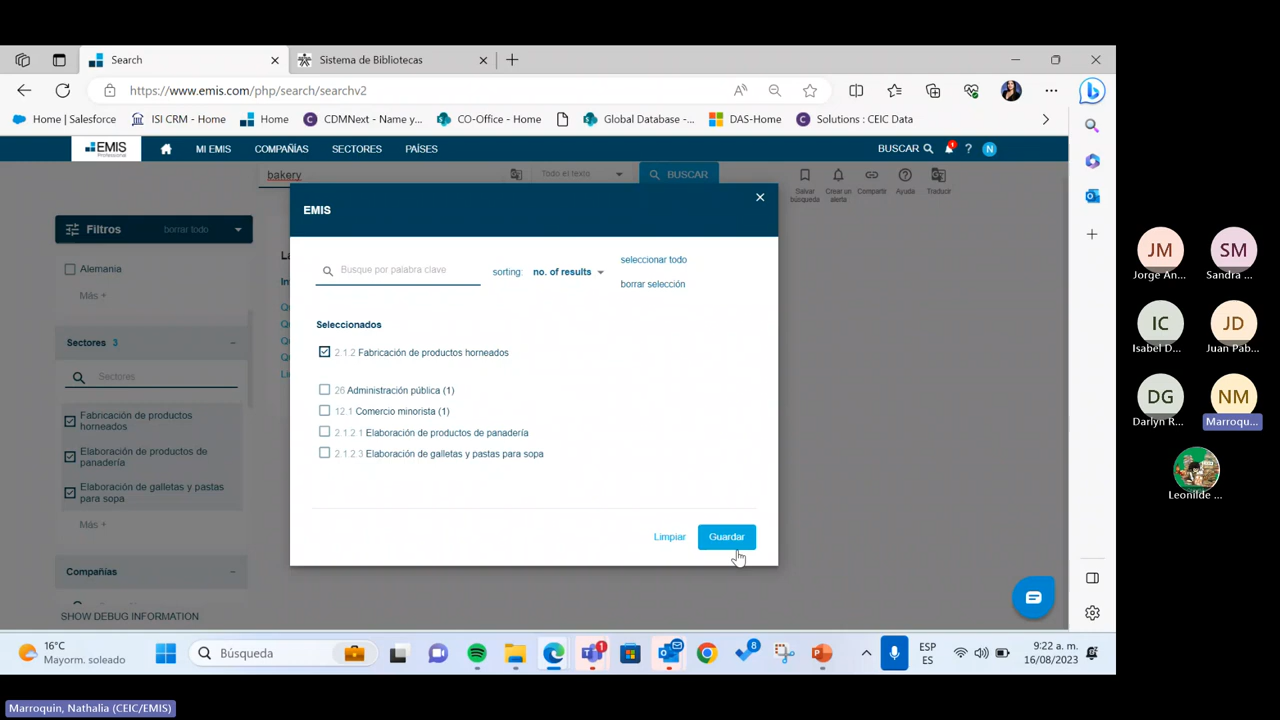 Search
Sistema de Bibliotecas
https://www.emis.com/php/search/searchv2
Home | Salesforce
ISI CRM - Home
Home
CDMNext - Name y...
CO-Office - Home
Global Database -...
DAS-Home
Solutions : CEIC Data
EMIS
Professional
MI EMIS
COMPAÑÍAS
SECTORES
PAÍSES
BUSCAR
1
?
N
bakery
Todo el texto
BUSCAR
Salvar búsqueda
Crear un alerta
Compartir
Ayuda
Traducir
Filtros
borrar todo
Alemania
Más +
Sectores 3
Sectores
Fabricación de productos
horneados
Elaboración de productos de
panadería
Elaboración de galletas y pastas
para sopa
Más +
Compañías
SHOW DEBUG INFORMATION
EMIS
Busque por palabra clave
sorting: no. of results
seleccionar todo
borrar selección
Seleccionados
2.1.2 Fabricación de productos horneados
26 Administración pública (1)
12.1 Comercio minorista (1)
2.1.2.1 Elaboración de productos de panadería
2.1.2.3 Elaboración de galletas y pastas para sopa
Limpiar
Guardar
JM
Jorge An...
SM
Sandra ...
IC
Isabel D...
JD
Juan Pab...
DG
Darlyn R...
NM
Marroqu...
Leonilde ...
16°C
Mayorm. soleado
Búsqueda
1
8
ESP
ES
9:22 a. m.
16/08/2023
Marroquin, Nathalia (CEIC/EMIS)